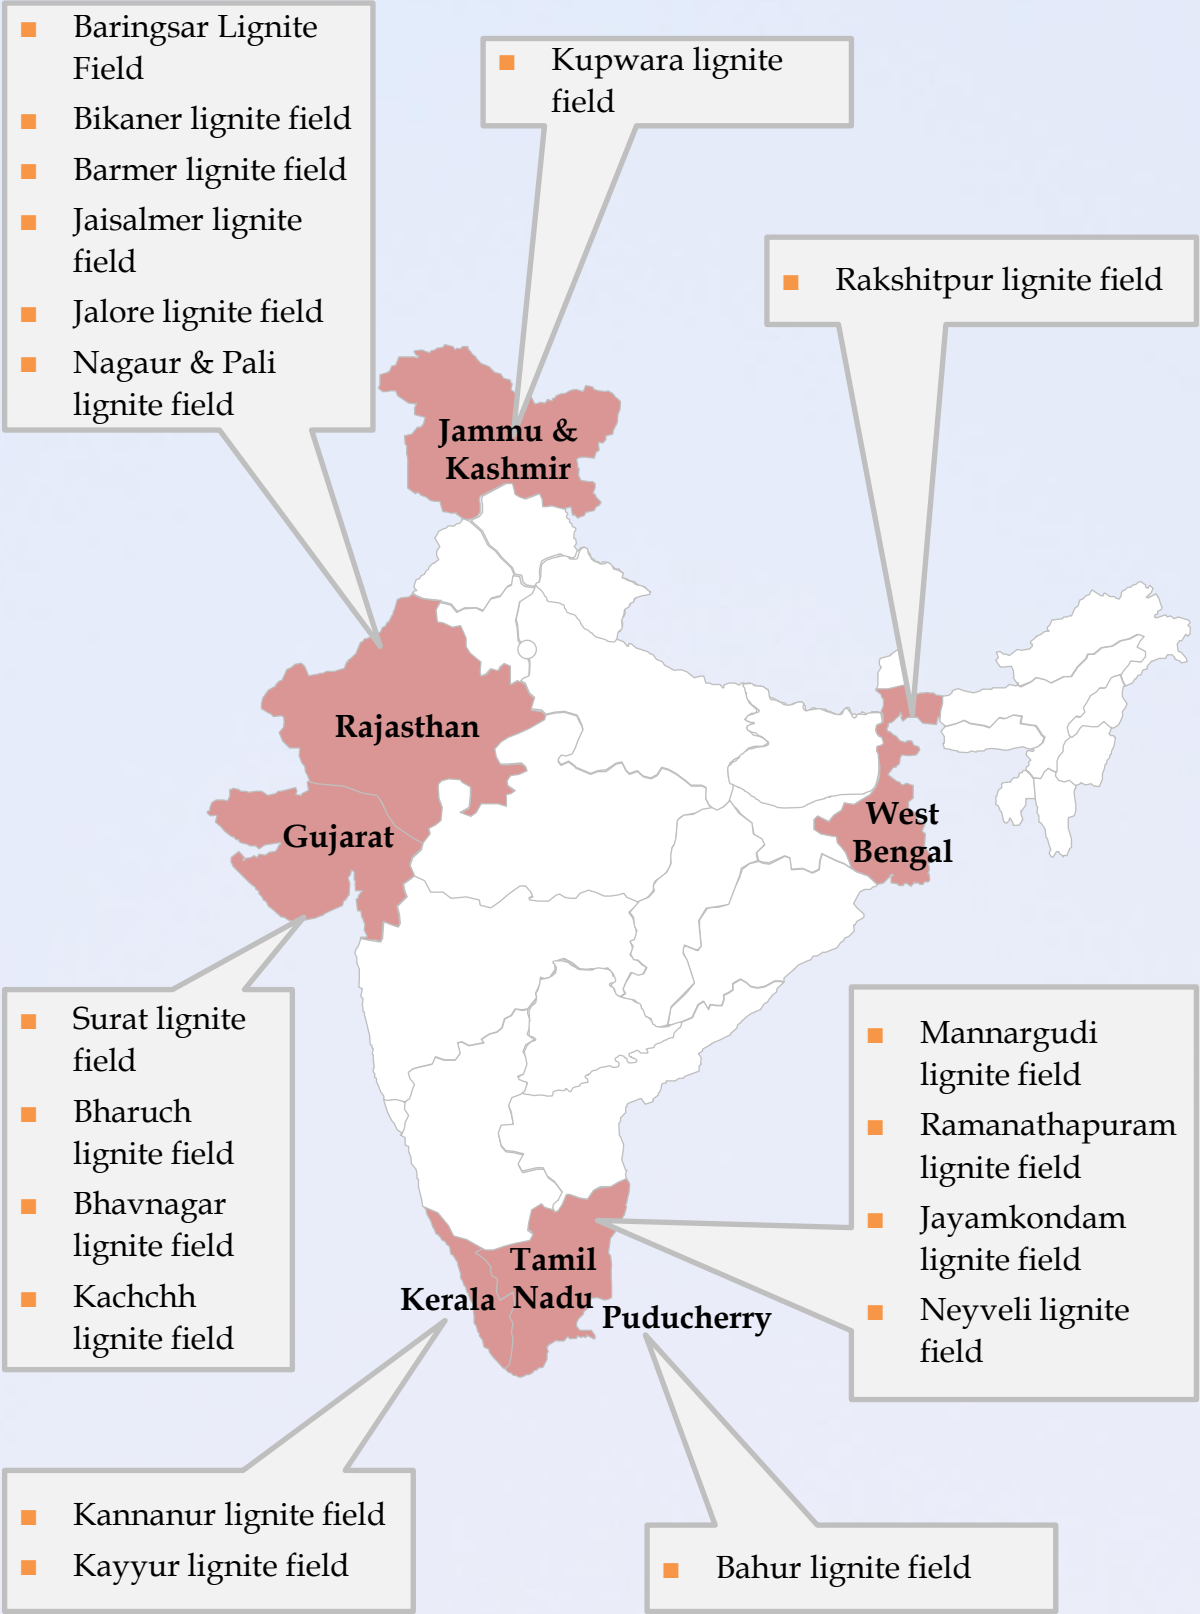 Baringsar Lignite
Field
Bikaner lignite field
Barmer lignite field
Jaisalmer lignite
field
Jalore lignite field
Nagaur & Pali
lignite field
Kupwara lignite
field
Rakshitpur lignite field
Jammu &
Kashmir
Rajasthan
Gujarat
West
Bengal
Surat lignite
field
Bharuch
lignite field
Bhavnagar
lignite field
Kachchh
lignite field
Mannargudi
lignite field
Ramanathapuram
lignite field
Jayamkondam
lignite field
Neyveli lignite
field
Tamil
Nadu
Kerala
Puducherry
Kannanur lignite field
Kayyur lignite field
Bahur lignite field